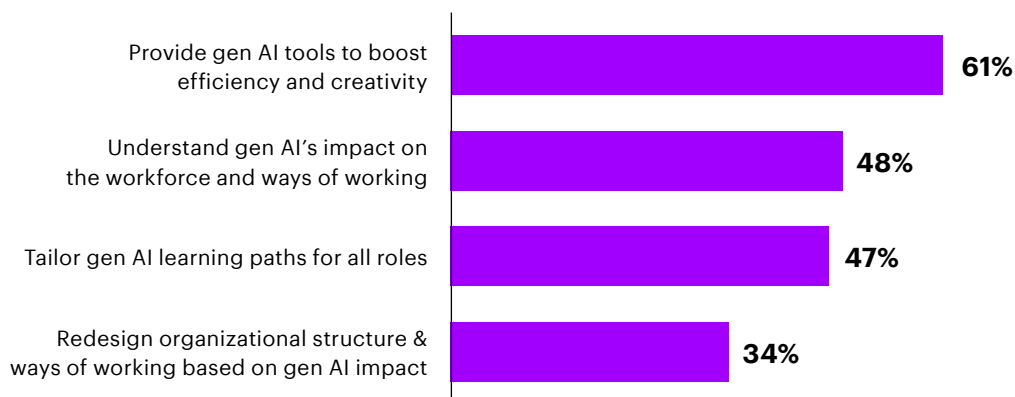 Provide gen AI tools to boost
efficiency and creativity
61%
Understand gen AI’s impact on
the workforce and ways of working
48%
Tailor gen AI learning paths for all roles
47%
Redesign organizational structure &
ways of working based on gen AI impact
34%